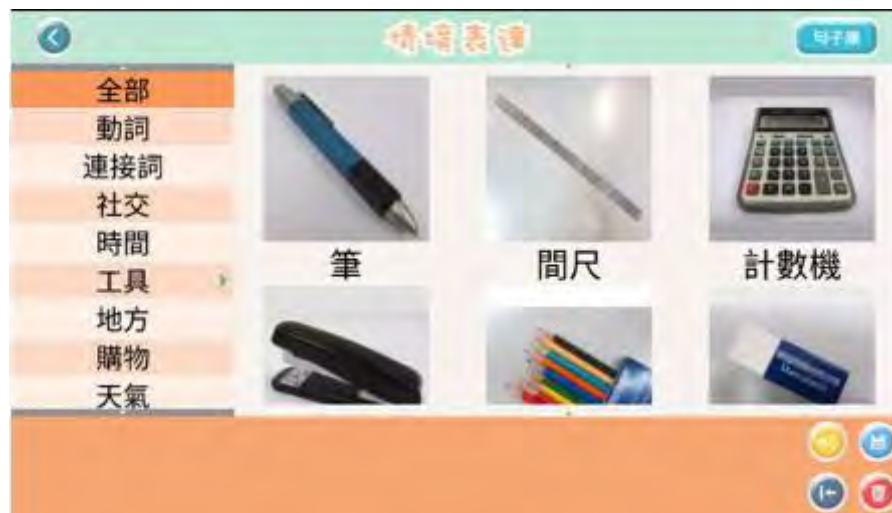 情境表達
句子庫
全部
動詞
連接詞
社交
時間
工具
地方
購物
天氣
筆
間尺
計數機